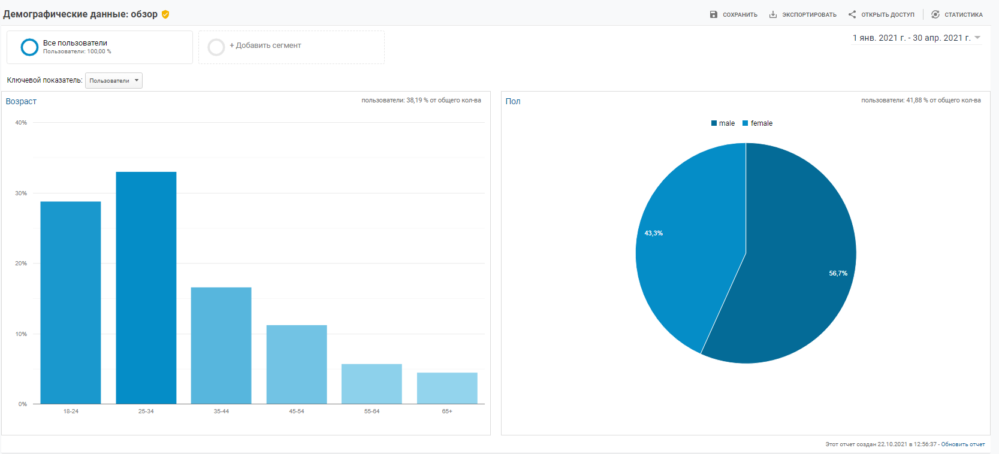 Демографические данные: обзор
СОХРАНИТЬ
ЭКСПОРТИРОВАТЬ
ОТКРЫТЬ ДОСТУП
СТАТИСТИКА
Все пользователи
Пользователи: 100,00 %
+ Добавить сегмент
1 янв. 2021 г. - 30 апр. 2021 г.
Ключевой показатель: Пользователи
Возраст
пользователи: 38,19 % от общего кол-ва
40%
30%
20%
10%
0%
18-24
25-34
35-44
45-54
55-64
65+
Пол
пользователи: 41,88 % от общего кол-ва
male
female
43,3%
56,7%
Этот отчет создан 22.10.2021 в 12:56:37 - Обновить отчет